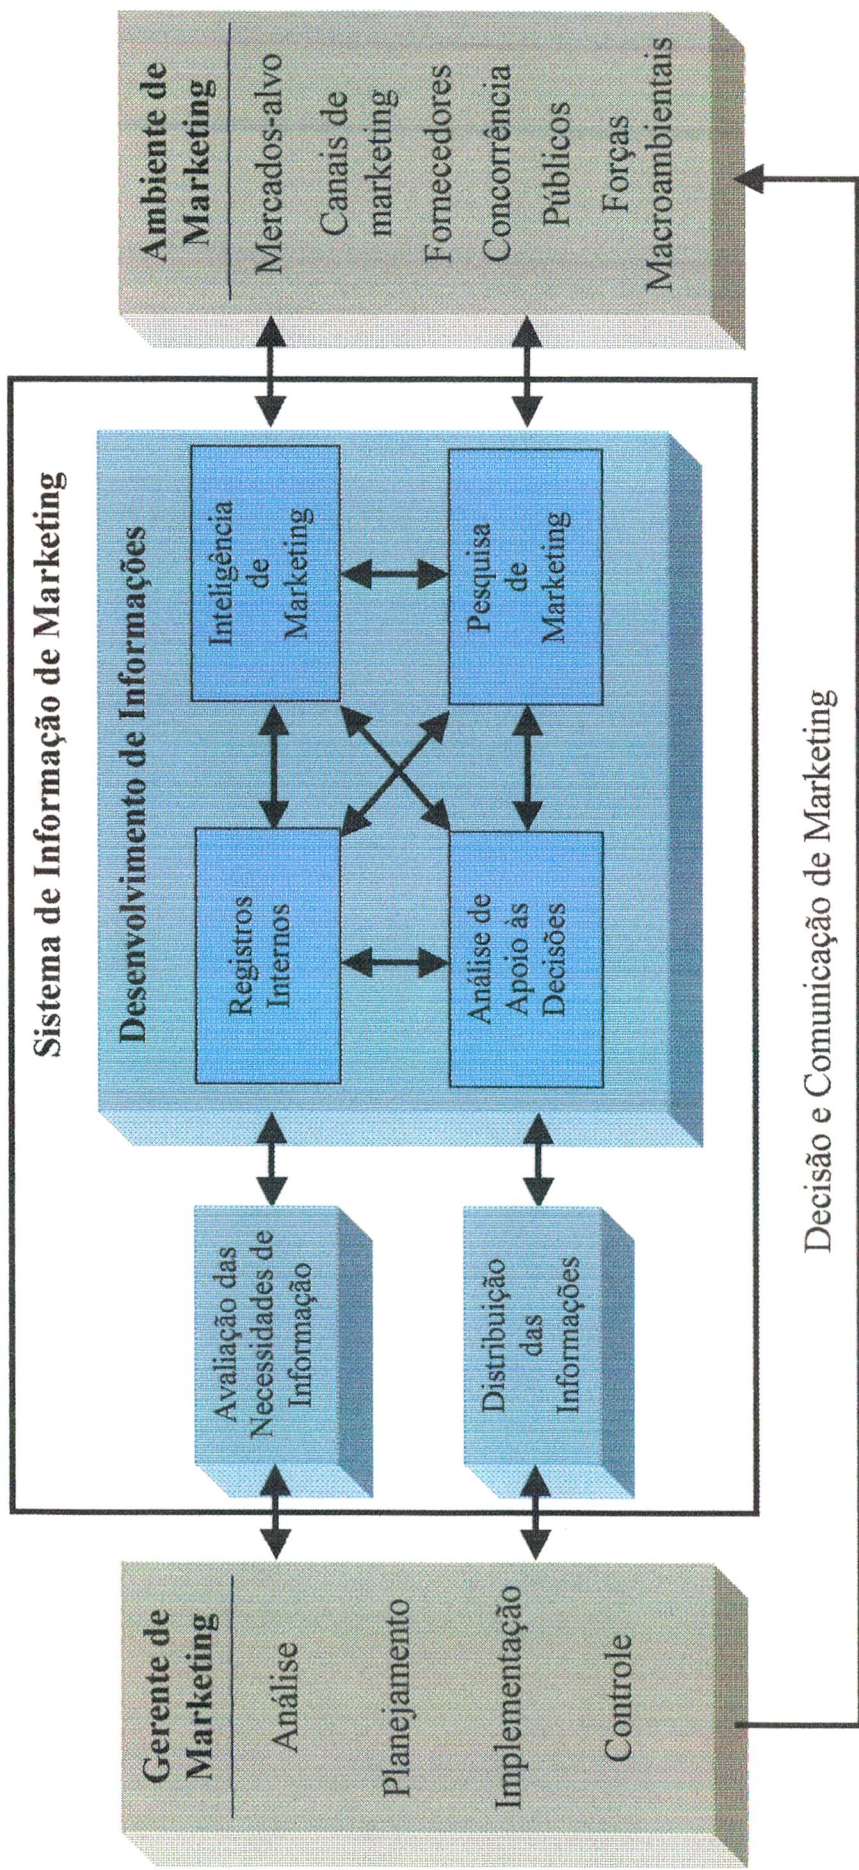 Sistema de Informação de Marketing
Gerente de
Marketing
Análise
Planejamento
Implementação
Controle
Avaliação das
Necessidades de
Informação
Distribuição
das
Informações
Desenvolvimento de Informações
Registros
Internos
Inteligência
de
Marketing
Análise de
Apoio às
Decisões
Pesquisa
de
Marketing
Ambiente de
Marketing
Mercados-alvo
Canais de
marketing
Fornecedores
Concorrência
Públicos
Forças
Macroambientais
Decisão e Comunicação de Marketing